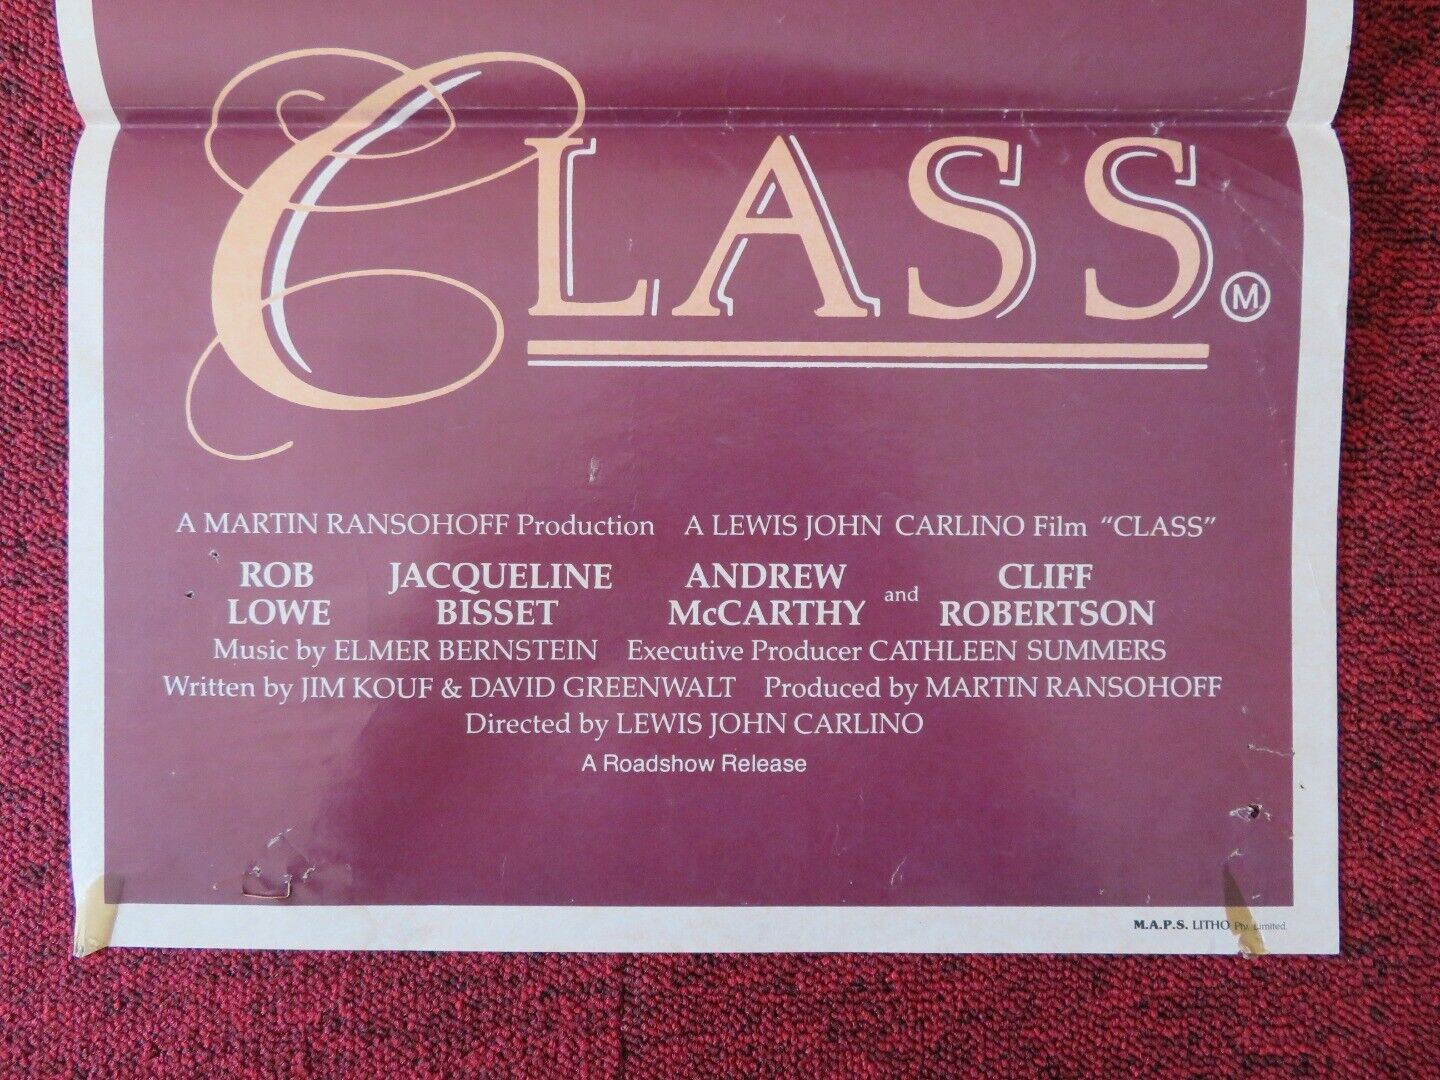 CLASS
M
A MARTIN RANSOHOFF Production A LEWIS JOHN CARLINO Film “CLASS”
ROB LOWE JACQUELINE BISSET ANDREW McCARTHY and CLIFF ROBERTSON
Music by ELMER BERNSTEIN Executive Producer CATHLEEN SUMMERS
Written by JIM KOUF & DAVID GREENWALT Produced by MARTIN RANSOHOFF
Directed by LEWIS JOHN CARLINO
A Roadshow Release
M.A.P.S. LITHO Pty. Limited.